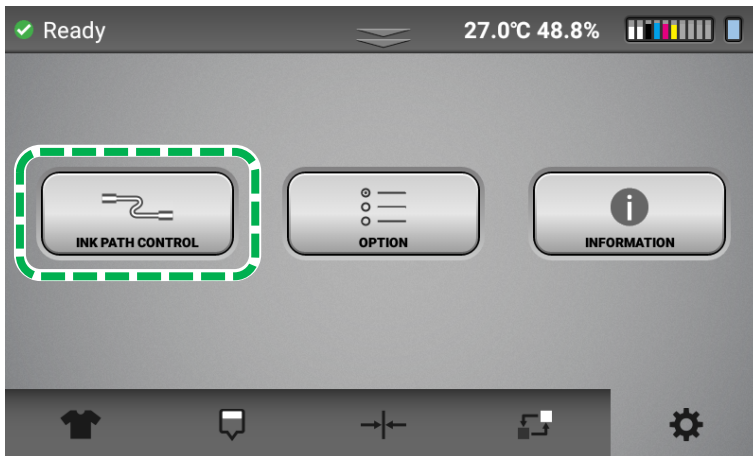 Ready
27.0℃ 48.8%
INK PATH CONTROL
OPTION
INFORMATION